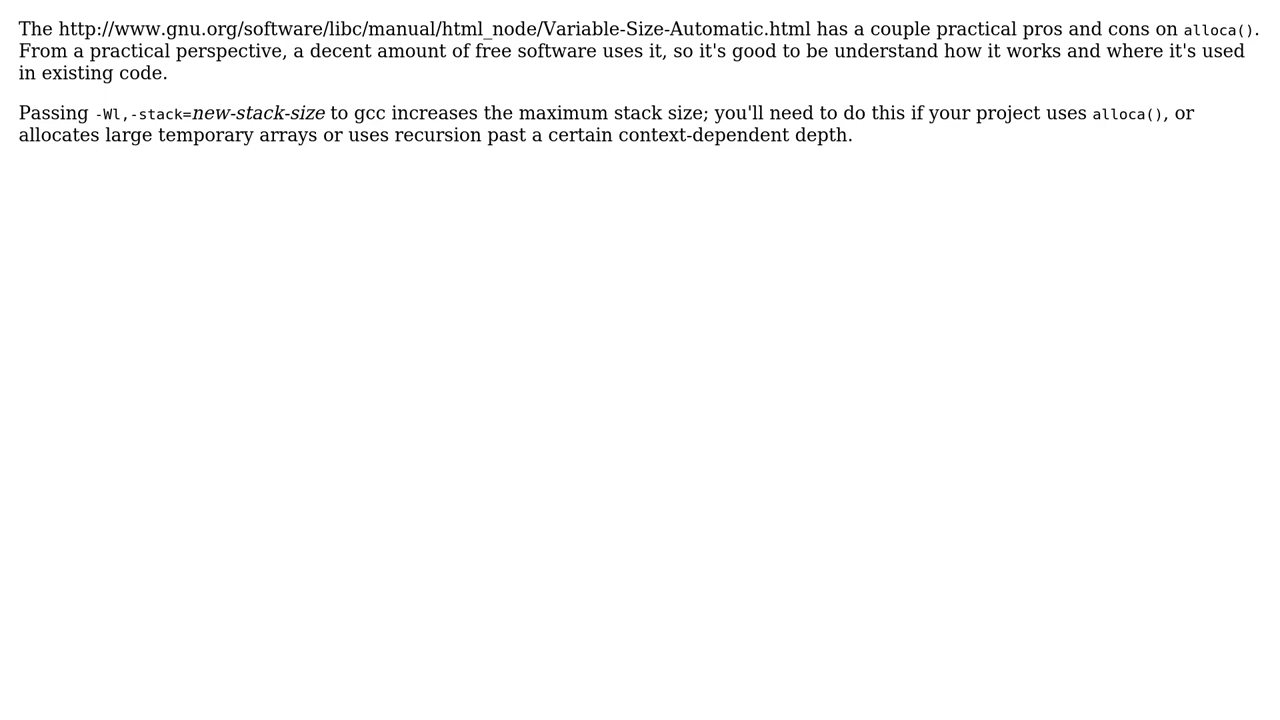 The http://www.gnu.org/software/libc/manual/html_node/Variable-Size-Automatic.html has a couple practical pros and cons on alloca().
From a practical perspective, a decent amount of free software uses it, so it's good to be understand how it works and where it's used
in existing code.
Passing -Wl,-stack=new-stack-size to gcc increases the maximum stack size; you'll need to do this if your project uses alloca(), or
allocates large temporary arrays or uses recursion past a certain context-dependent depth.